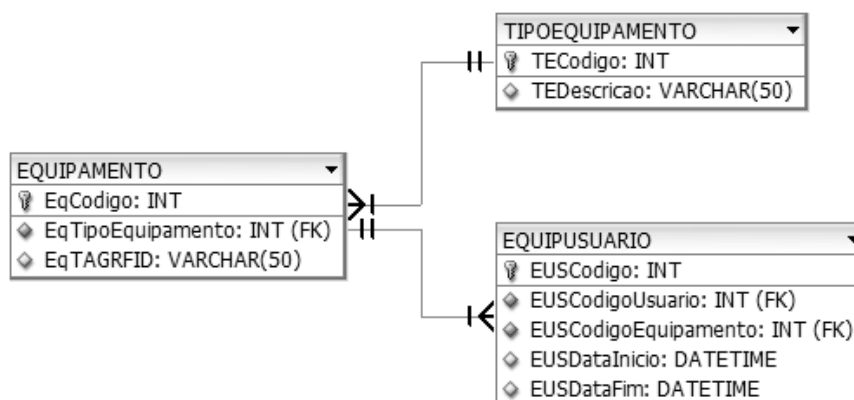 TIPOEQUIPAMENTO
TECodigo: INT
TEDescricao: VARCHAR(50)
EQUIPAMENTO
EqCodigo: INT
EqTipoEquipamento: INT (FK)
EqTAGRFID: VARCHAR(50)
EQUIPUSUARIO
EUSCodigo: INT
EUSCodigoUsuario: INT (FK)
EUSCodigoEquipamento: INT (FK)
EUSDataInicio: DATETIME
EUSDataFim: DATETIME